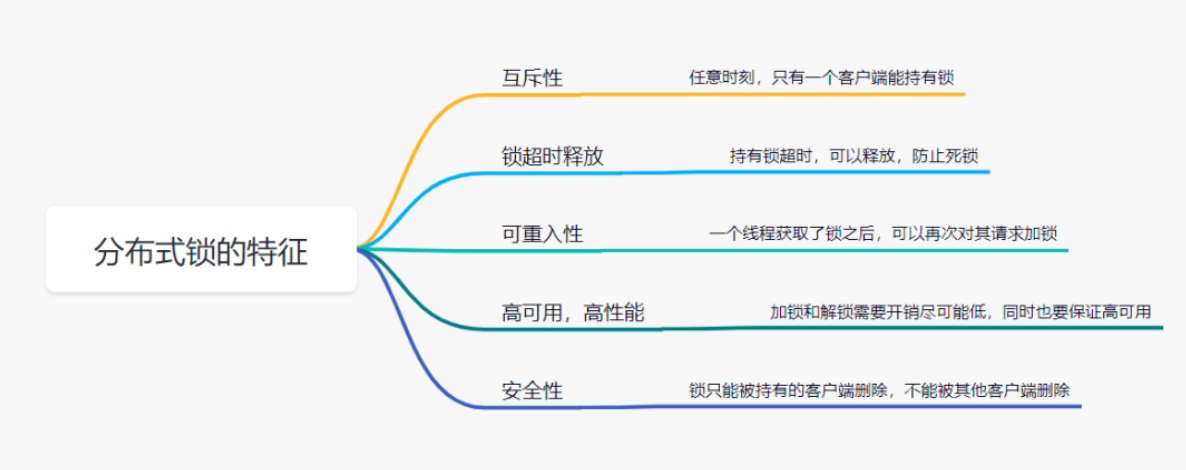 分布式锁的特征
互斥性
任意时刻，只有一个客户端能持有锁
锁超时释放
持有锁超时，可以释放，防止死锁
可重入性
一个线程获取了锁之后，可以再次对其请求加锁
高可用，高性能
加锁和解锁需要开销尽可能低，同时也要保证高可用
安全性
锁只能被持有的客户端删除，不能被其他客户端删除